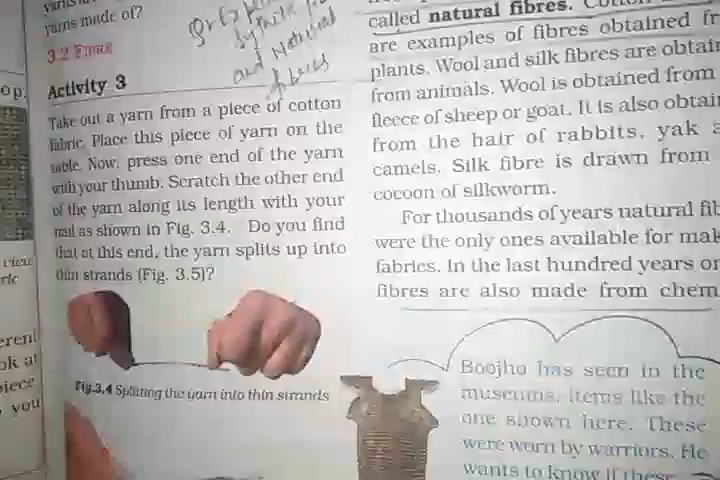 yarns made of?
3.2 FIBRE
and Natural
fibres
Activity 3
Take out a yarn from a piece of cotton
fabric. Place this piece of yarn on the
table. Now, press one end of the yarn
with your thumb. Scratch the other end
of the yarn along its length with your
nail as shown in Fig. 3.4. Do you find
that at this end, the yarn splits up into
thin strands (Fig. 3.5)?
Fig.3.4 Splitting the yarn into thin strands
called natural fibres.
are examples of fibres obtained
plants. Wool and silk fibres are
from animals. Wool is obtained from
fleece of sheep or goat. It is also
from the hair of rabbits, yak
camels. Silk fibre is drawn from
cocoon of silkworm.
For thousands of years natural
were the only ones available for
fabrics. In the last hundred years
fibres are also made from
Boojho has seen in the
museums, items like the
one shown here. These
were worn by warriors. He
wants to know if these